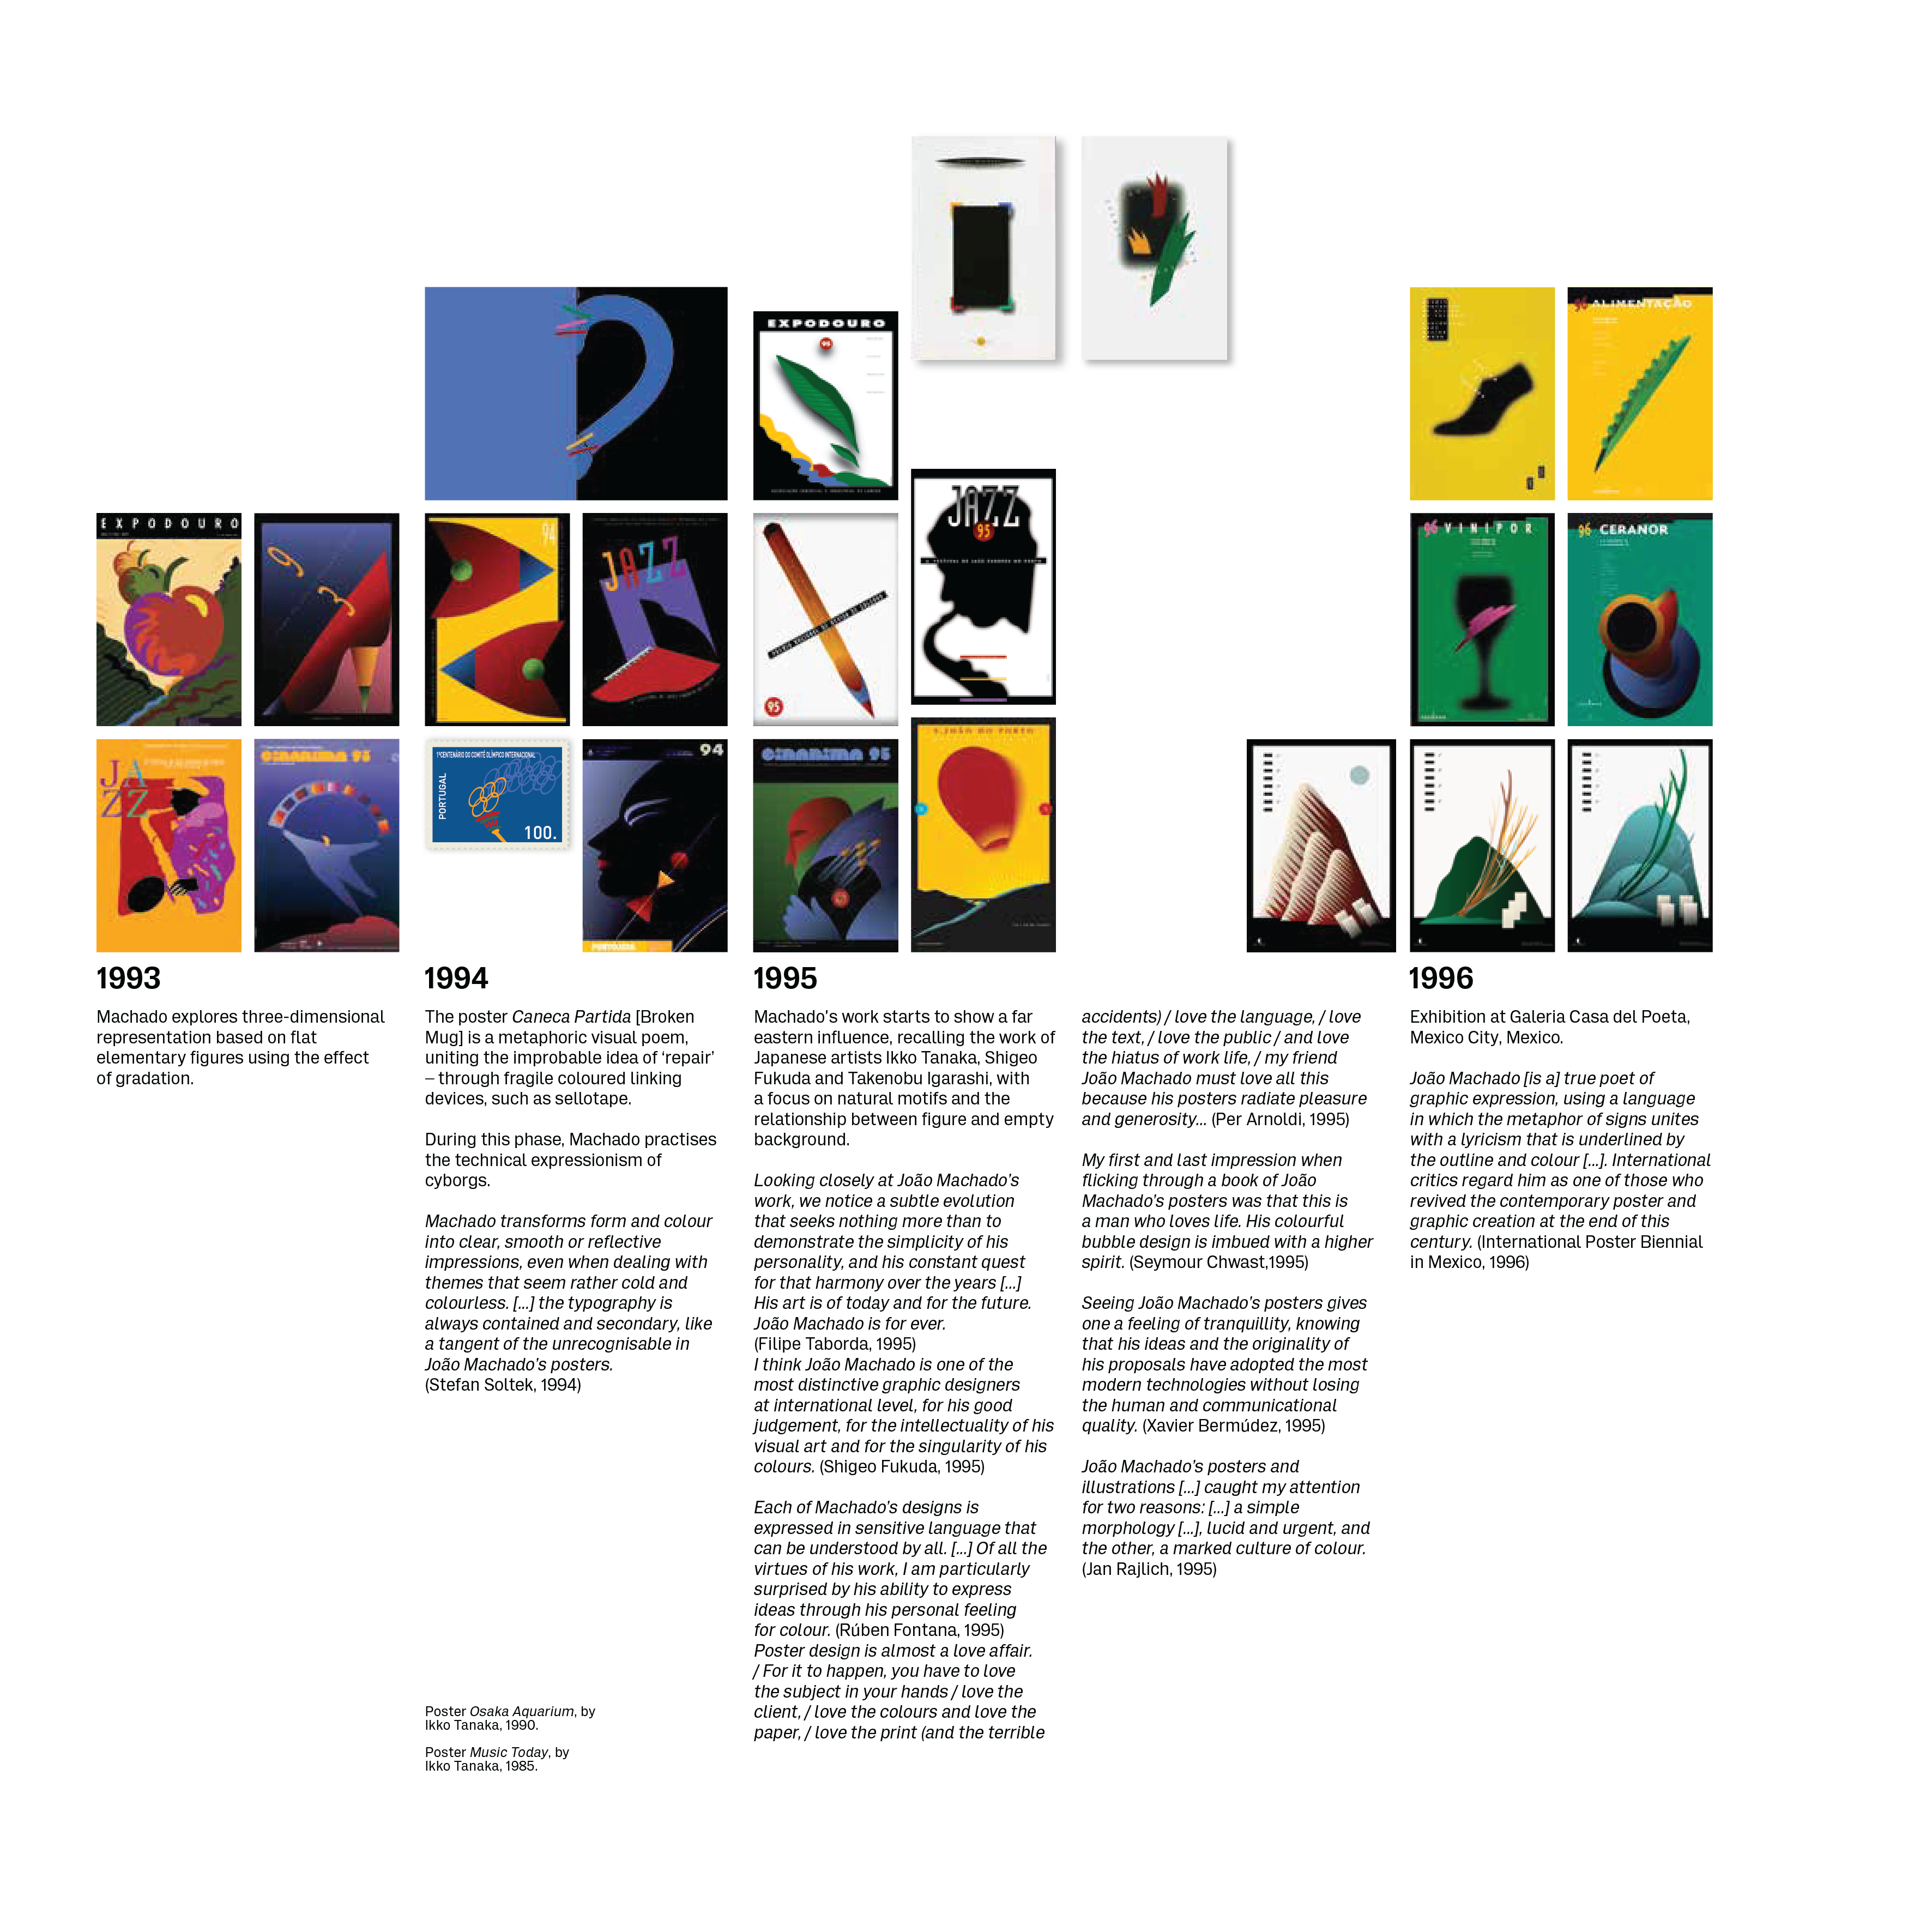 EXPODOURO
95
JAZZ
95
96 ALIMENTAÇÃO
EXPODOURO
93
94
JAZZ
PRÉMIO NACIONAL DE DESIGN DE CALÇADO
95
96 VINIPOR
96 CERANOR
JAZZ
CINANIMA 93
1º CENTENÁRIO DO COMITÉ OLÍMPICO INTERNACIONAL
PORTUGAL
100.
94
CINANIMA 95
S. JOÃO DO PORTO
1993
Machado explores three-dimensional
representation based on flat
elementary figures using the effect
of gradation.
1994
The poster Caneca Partida [Broken
Mug] is a metaphoric visual poem,
uniting the improbable idea of ‘repair’
– through fragile coloured linking
devices, such as sellotape.
During this phase, Machado practises
the technical expressionism of
cyborgs.
Machado transforms form and colour
into clear, smooth or reflective
impressions, even when dealing with
themes that seem rather cold and
colourless. [...] the typography is
always contained and secondary, like
a tangent of the unrecognisable in
João Machado’s posters.
(Stefan Soltek, 1994)
Poster Osaka Aquarium, by
Ikko Tanaka, 1990.
Poster Music Today, by
Ikko Tanaka, 1985.
1995
Machado’s work starts to show a far
eastern influence, recalling the work of
Japanese artists Ikko Tanaka, Shigeo
Fukuda and Takenobu Igarashi, with
a focus on natural motifs and the
relationship between figure and empty
background.
Looking closely at João Machado’s
work, we notice a subtle evolution
that seeks nothing more than to
demonstrate the simplicity of his
personality, and his constant quest
for that harmony over the years [...]
His art is of today and for the future.
João Machado is for ever.
(Filipe Taborda, 1995)
I think João Machado is one of the
most distinctive graphic designers
at international level, for his good
judgement, for the intellectuality of his
visual art and for the singularity of his
colours. (Shigeo Fukuda, 1995)
Each of Machado’s designs is
expressed in sensitive language that
can be understood by all. [...] Of all the
virtues of his work, I am particularly
surprised by his ability to express
ideas through his personal feeling
for colour. (Rúben Fontana, 1995)
Poster design is almost a love affair.
/ For it to happen, you have to love
the subject in your hands / love the
client, / love the colours and love the
paper, / love the print (and the terrible
accidents) / love the language, / love
the text, / love the public / and love
the hiatus of work life, / my friend
João Machado must love all this
because his posters radiate pleasure
and generosity... (Per Arnoldi, 1995)
My first and last impression when
flicking through a book of João
Machado’s posters was that this is
a man who loves life. His colourful
bubble design is imbued with a higher
spirit. (Seymour Chwast,1995)
Seeing João Machado’s posters gives
one a feeling of tranquillity, knowing
that his ideas and the originality of
his proposals have adopted the most
modern technologies without losing
the human and communicational
quality. (Xavier Bermúdez, 1995)
João Machado’s posters and
illustrations [...] caught my attention
for two reasons: [...] a simple
morphology [...], lucid and urgent, and
the other, a marked culture of colour.
(Jan Rajlich, 1995)
1996
Exhibition at Galeria Casa del Poeta,
Mexico City, Mexico.
João Machado [is a] true poet of
graphic expression, using a language
in which the metaphor of signs unites
with a lyricism that is underlined by
the outline and colour [...]. International
critics regard him as one of those who
revived the contemporary poster and
graphic creation at the end of this
century. (International Poster Biennial
in Mexico, 1996)